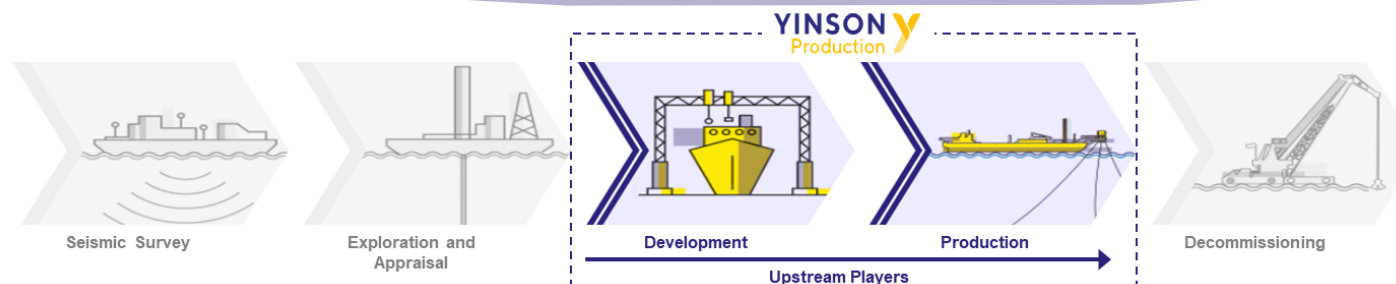 YINSON
Production
Seismic Survey
Exploration and
Appraisal
Development
Production
Decommissioning
Upstream Players